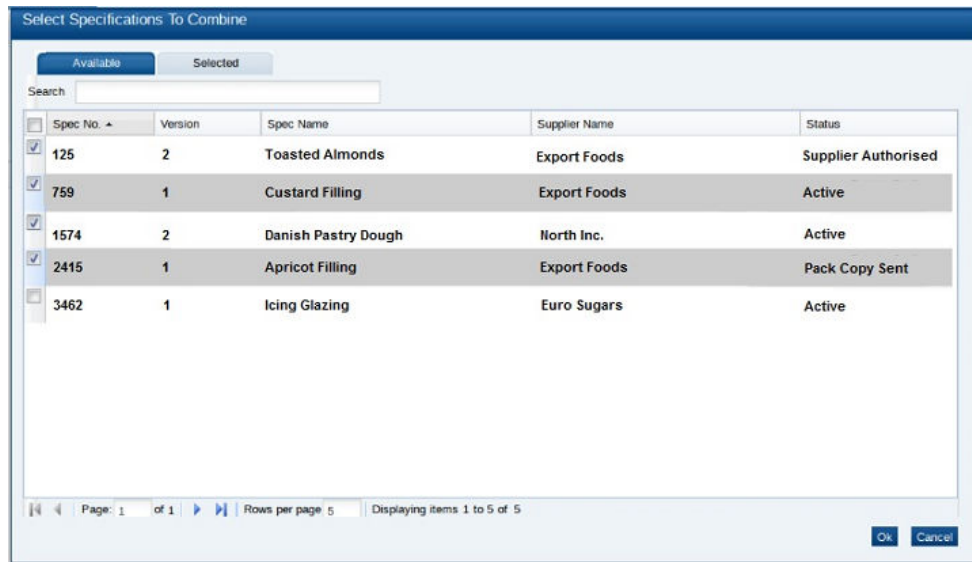 Select Specifications To Combine
Available Selected
Search
Spec No. Version Spec Name Supplier Name Status
125 2 Toasted Almonds Export Foods Supplier Authorised
759 1 Custard Filling Export Foods Active
1574 2 Danish Pastry Dough North Inc. Active
2415 1 Apricot Filling Export Foods Pack Copy Sent
3462 1 Icing Glazing Euro Sugars Active
Page: 1 of 1 Rows per page 5 Displaying items 1 to 5 of 5
Ok Cancel